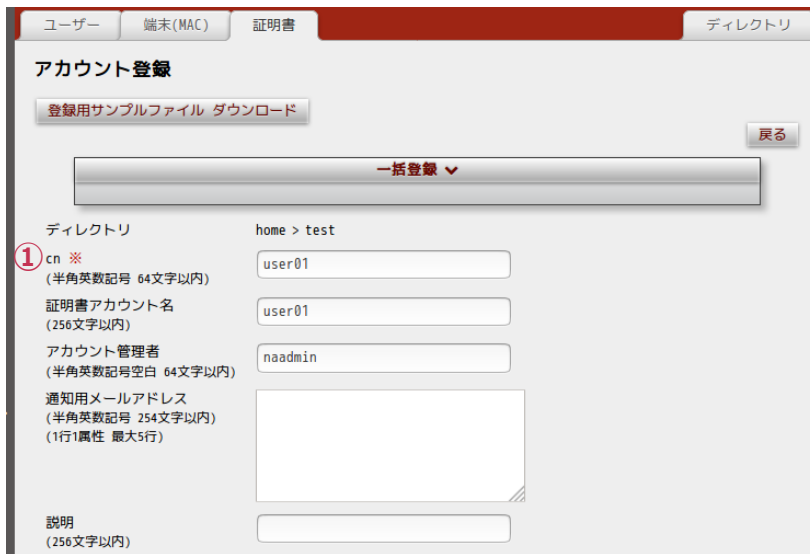 ユーザー 端末(MAC) 証明書 ディレクトリ
アカウント登録
登録用サンプルファイル ダウンロード
戻る
一括登録
ディレクトリ home > test
① cn ※ user01
(半角英数記号 64文字以内)
証明書アカウント名 user01
(256文字以内)
アカウント管理者 naadmin
(半角英数記号空白 64文字以内)
通知用メールアドレス
(半角英数記号 254文字以内)
(1行1属性 最大5行)
説明
(256文字以内)